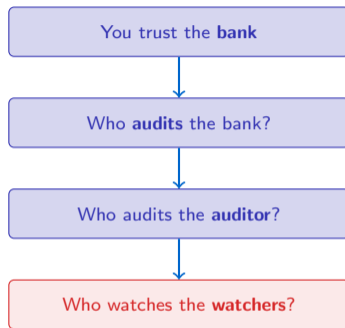 You trust the bank
Who audits the bank?
Who audits the auditor?
Who watches the watchers?